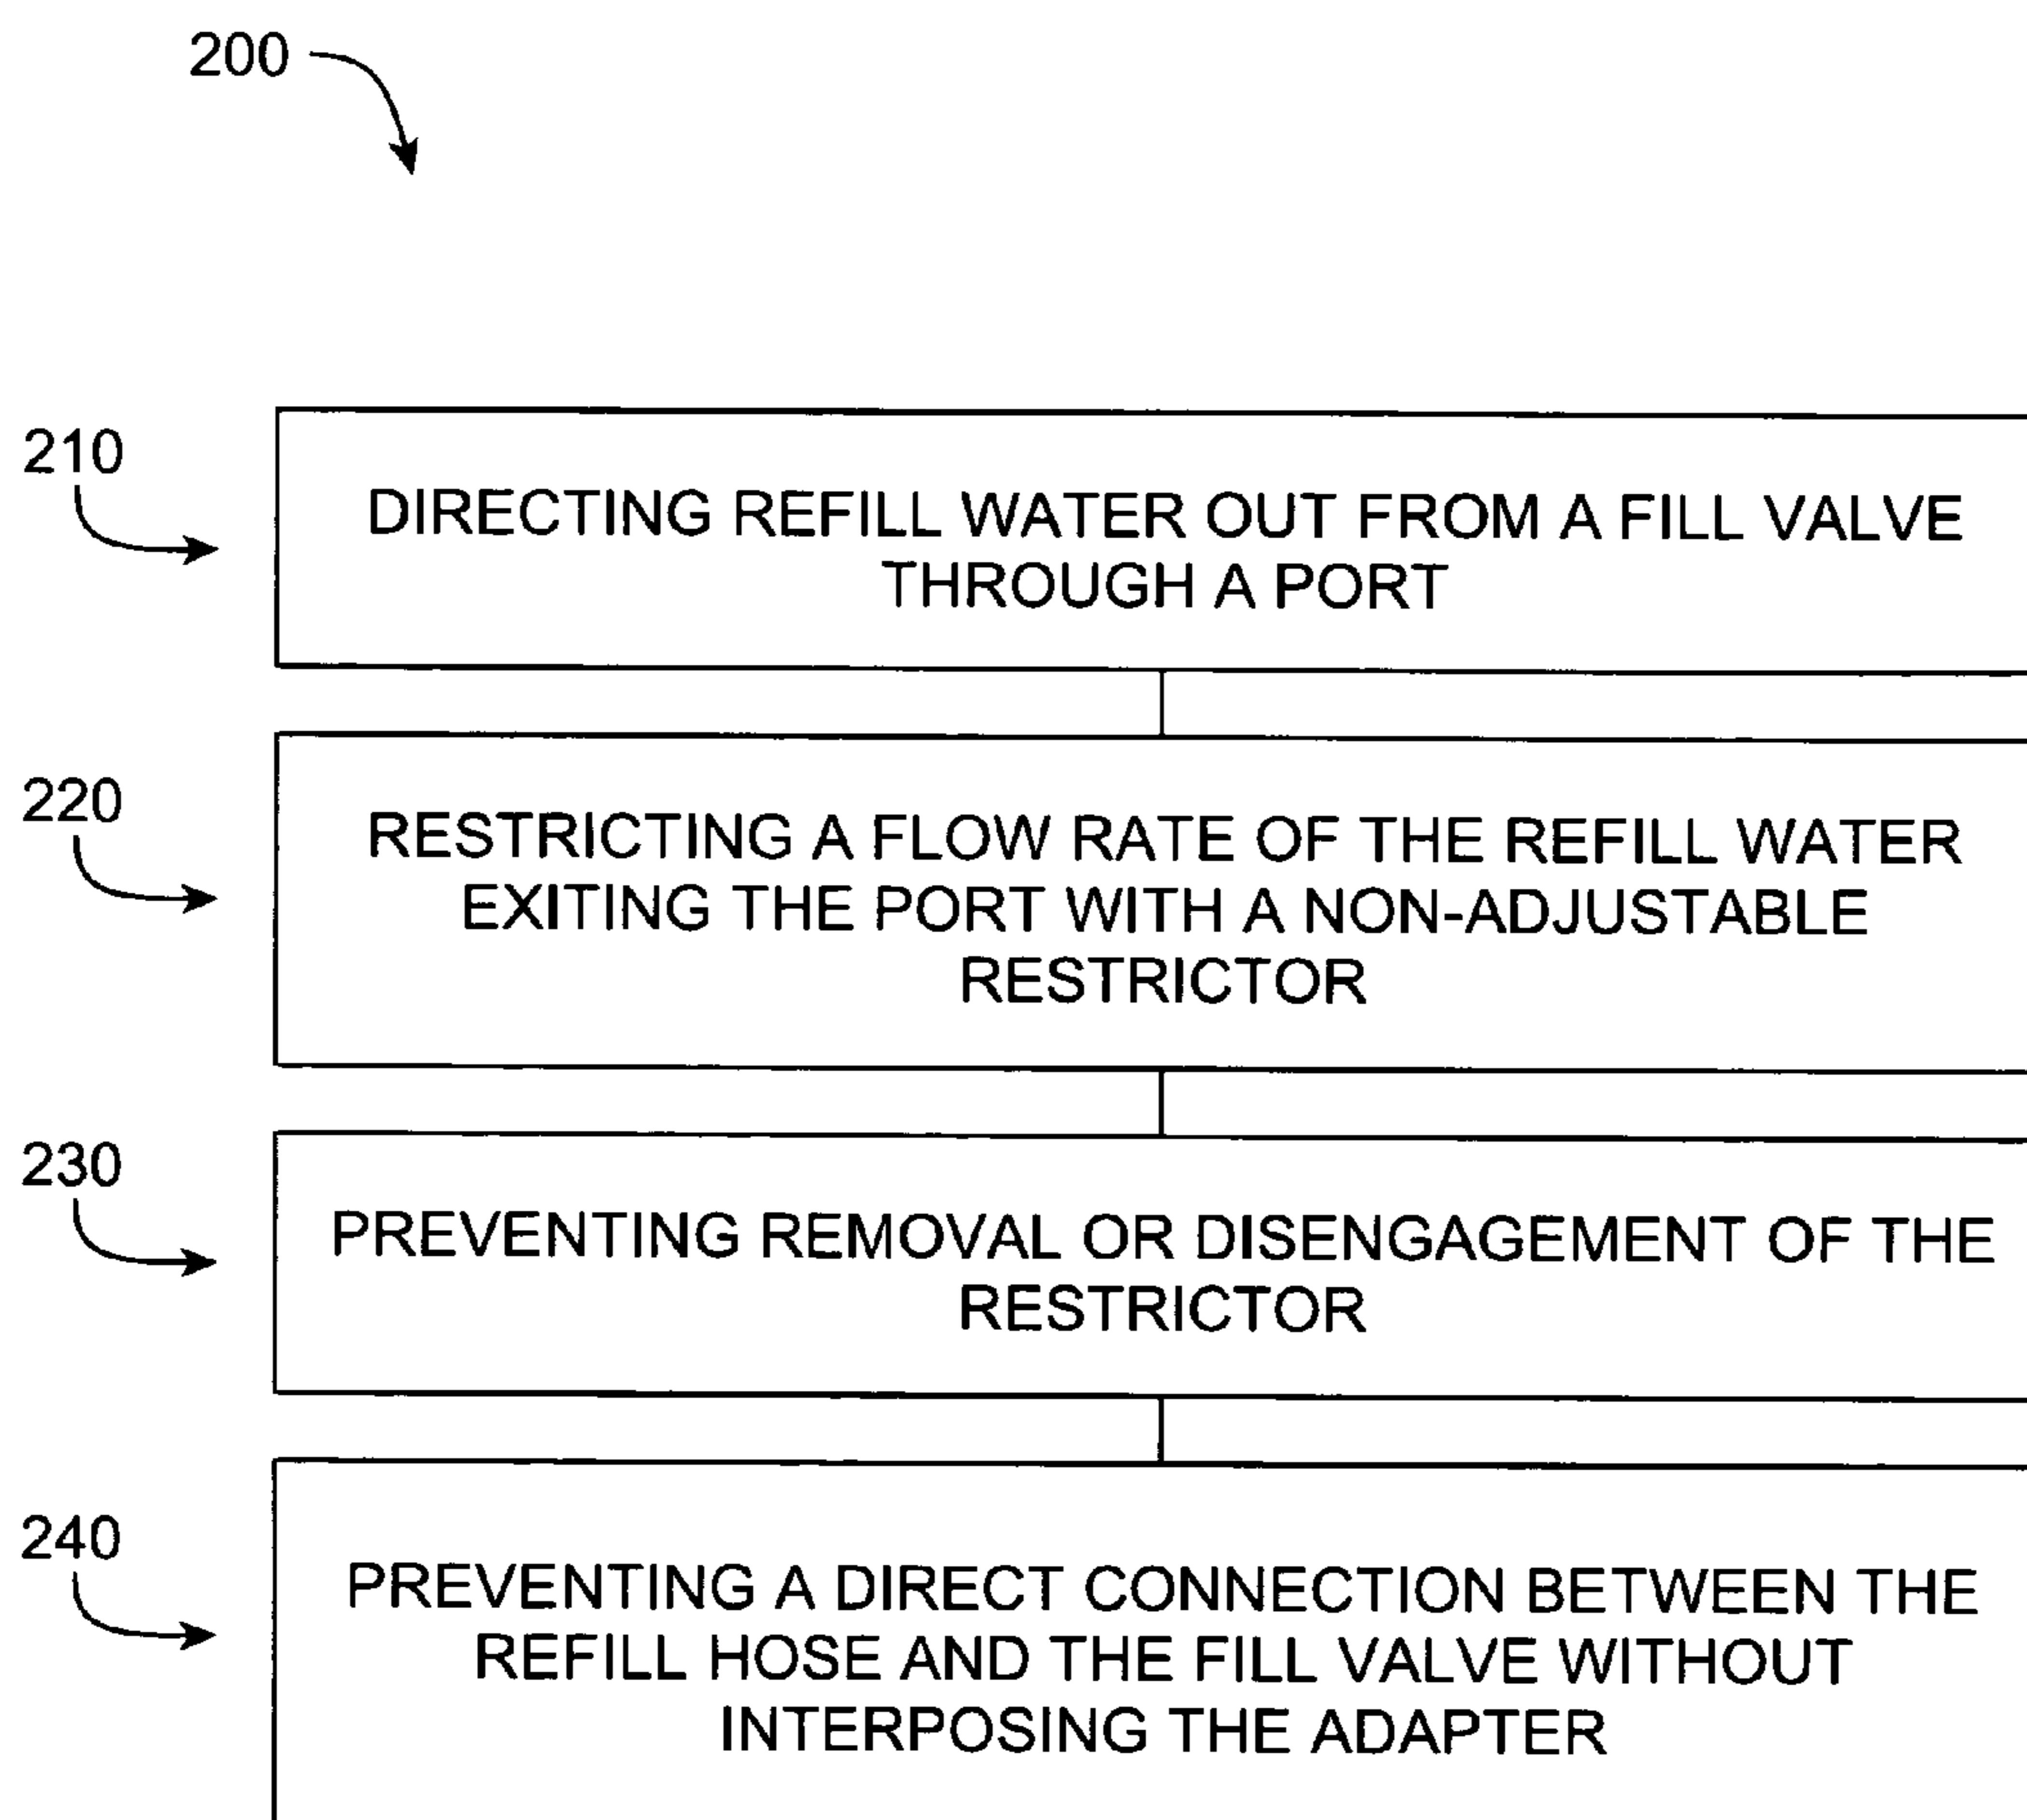 200
210
DIRECTING REFILL WATER OUT FROM A FILL VALVE
THROUGH A PORT
220
RESTRICTING A FLOW RATE OF THE REFILL WATER
EXITING THE PORT WITH A NON-ADJUSTABLE
RESTRICTOR
230
PREVENTING REMOVAL OR DISENGAGEMENT OF THE
RESTRICTOR
240
PREVENTING A DIRECT CONNECTION BETWEEN THE
REFILL HOSE AND THE FILL VALVE WITHOUT
INTERPOSING THE ADAPTER